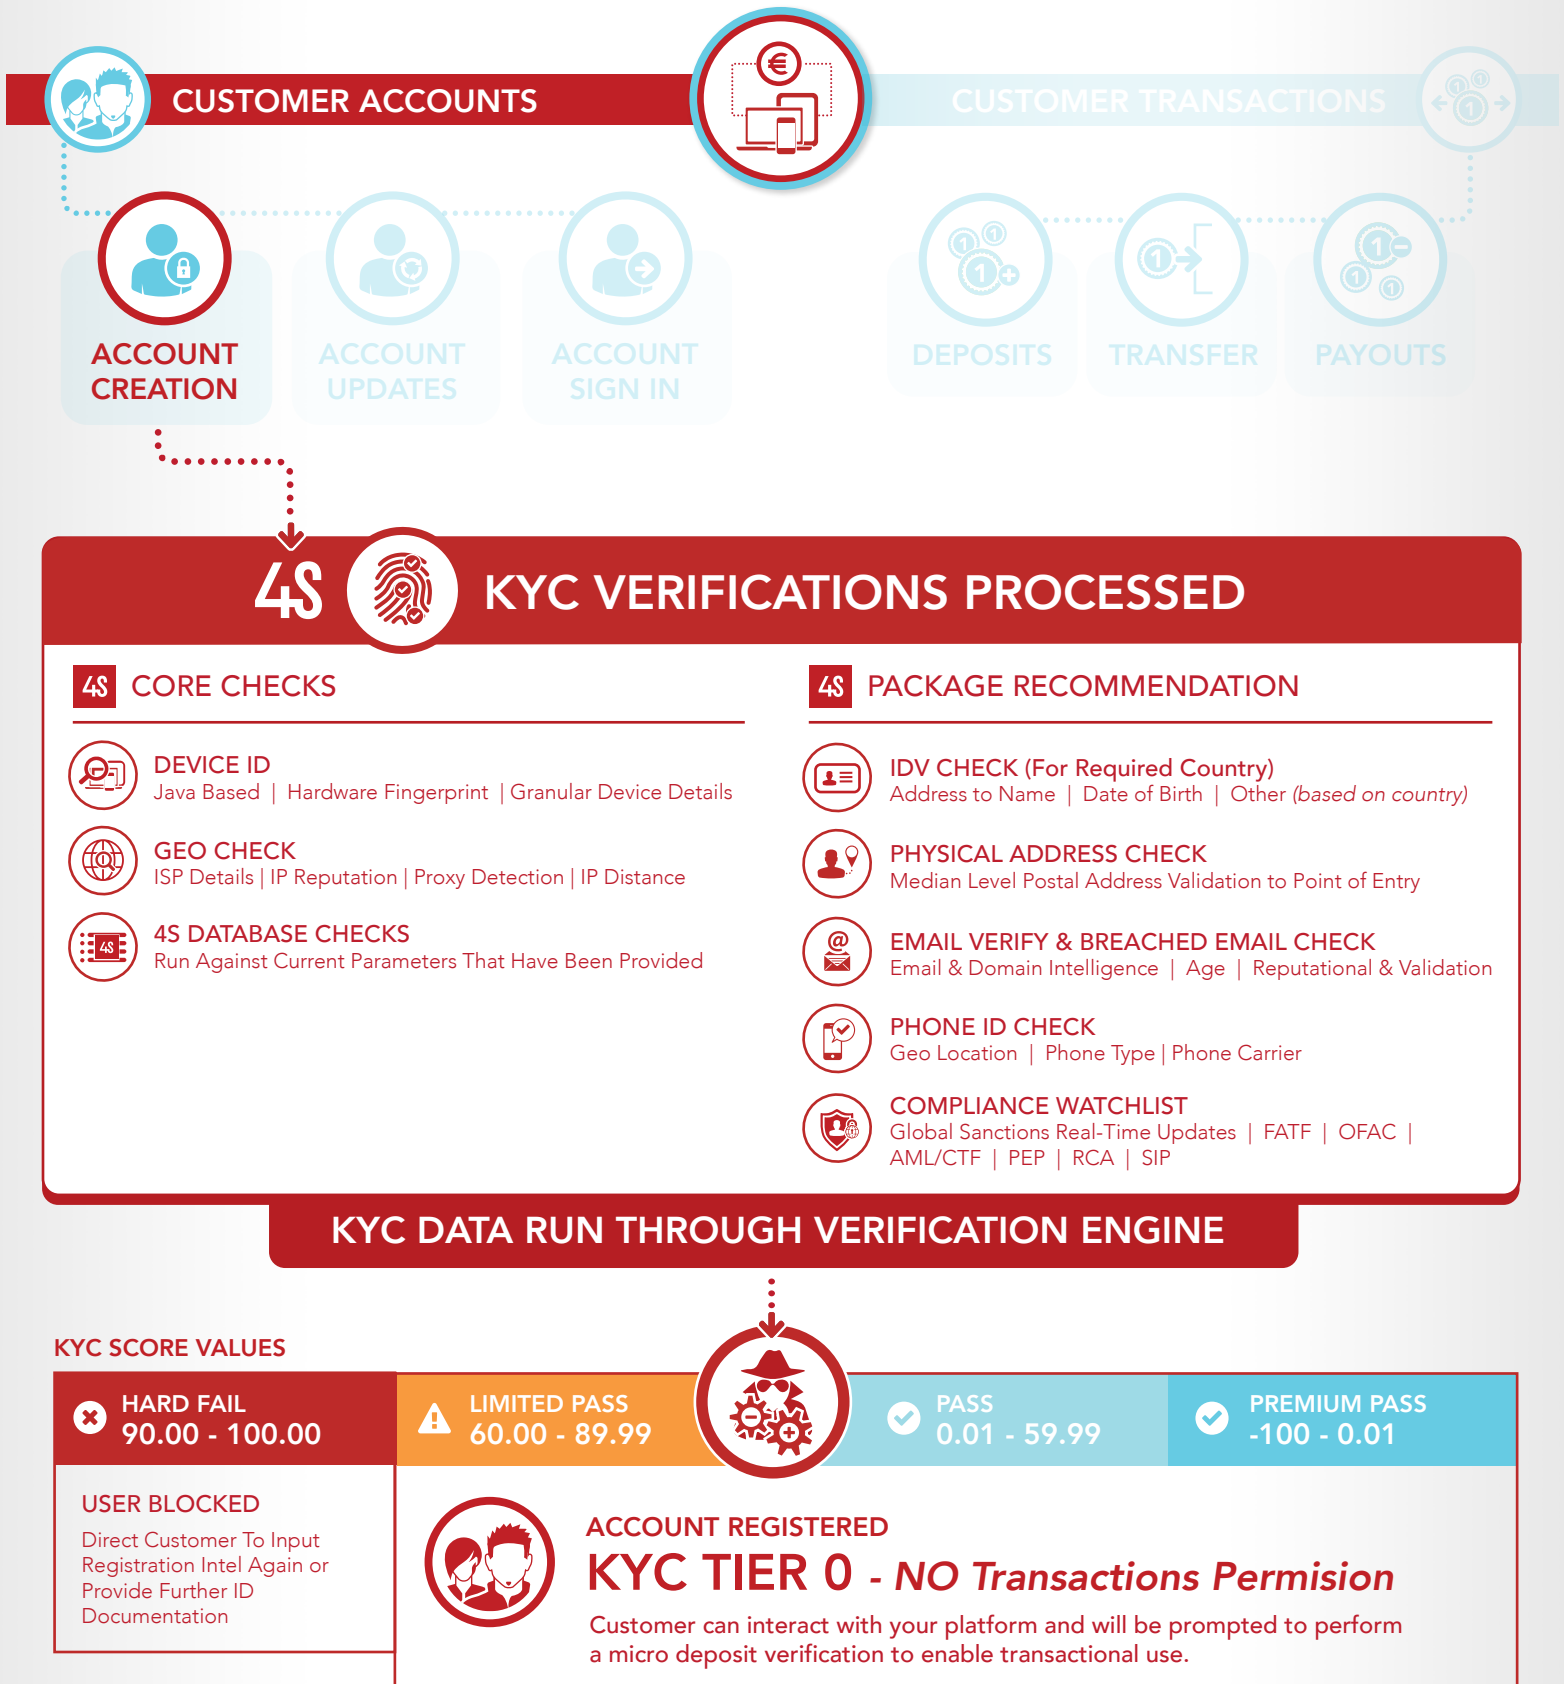 CUSTOMER ACCOUNTS
€
CUSTOMER TRANSACTIONS
1
ACCOUNT
CREATION
ACCOUNT
UPDATES
ACCOUNT
SIGN IN
1 1
1
DEPOSITS
1
TRANSFER
1
1
1
PAYOUTS
4S KYC VERIFICATIONS PROCESSED
4S CORE CHECKS
DEVICE ID
Java Based | Hardware Fingerprint | Granular Device Details
GEO CHECK
ISP Details | IP Reputation | Proxy Detection | IP Distance
4S
4S DATABASE CHECKS
Run Against Current Parameters That Have Been Provided
4S PACKAGE RECOMMENDATION
IDV CHECK (For Required Country)
Address to Name | Date of Birth | Other (based on country)
PHYSICAL ADDRESS CHECK
Median Level Postal Address Validation to Point of Entry
@
EMAIL VERIFY & BREACHED EMAIL CHECK
Email & Domain Intelligence | Age | Reputational & Validation
PHONE ID CHECK
Geo Location | Phone Type | Phone Carrier
COMPLIANCE WATCHLIST
Global Sanctions Real-Time Updates | FATF | OFAC |
AML/CTF | PEP | RCA | SIP
KYC DATA RUN THROUGH VERIFICATION ENGINE
KYC SCORE VALUES
HARD FAIL
90.00 - 100.00
LIMITED PASS
60.00 - 89.99
PASS
0.01 - 59.99
PREMIUM PASS
-100 - 0.01
USER BLOCKED
Direct Customer To Input
Registration Intel Again or
Provide Further ID
Documentation
ACCOUNT REGISTERED
KYC TIER 0 - NO Transactions Permision
Customer can interact with your platform and will be prompted to perform
a micro deposit verification to enable transactional use.